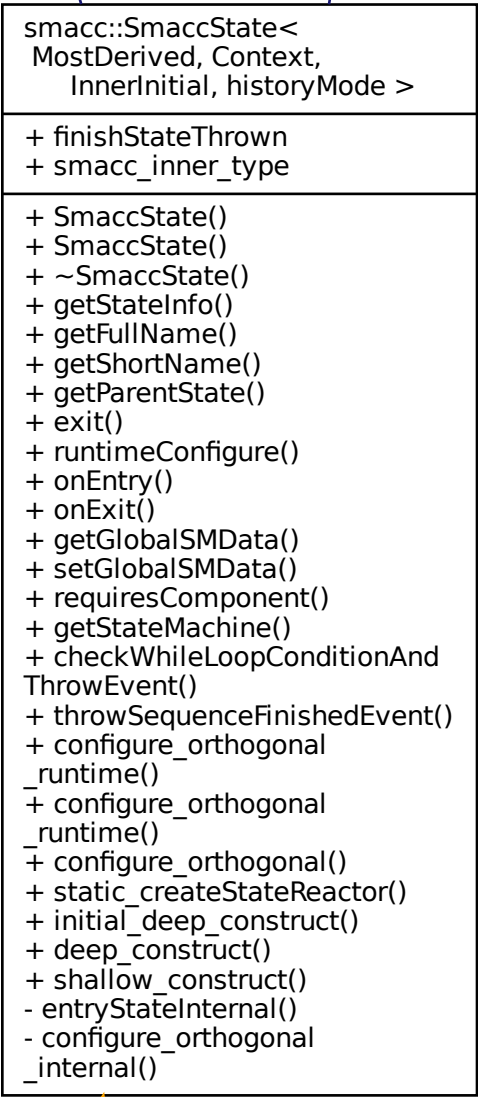 smacc::SmaccState<
MostDerived, Context,
InnerInitial, historyMode >
+ finishStateThrown
+ smacc_inner_type
+ SmaccState()
+ SmaccState()
+ ~SmaccState()
+ getStateInfo()
+ getFullName()
+ getShortName()
+ getParentState()
+ exit()
+ runtimeConfigure()
+ onEntry()
+ onExit()
+ getGlobalSMData()
+ setGlobalSMData()
+ requiresComponent()
+ getStateMachine()
+ checkWhileLoopConditionAnd
ThrowEvent()
+ throwSequenceFinishedEvent()
+ configure_orthogonal
_runtime()
+ configure_orthogonal
_runtime()
+ configure_orthogonal()
+ static_createStateReactor()
+ initial_deep_construct()
+ deep_construct()
+ shallow_construct()
- entryStateInternal()
- configure_orthogonal
_internal()